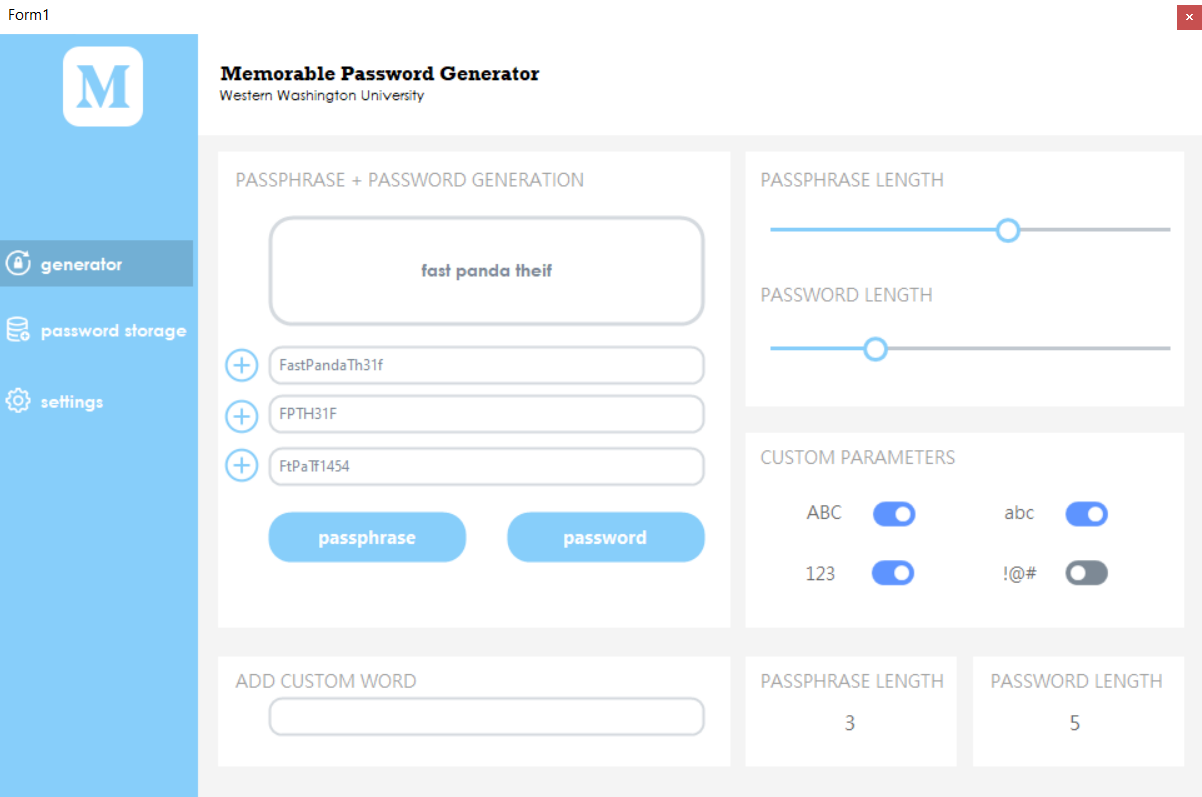 Form1
M
Memorable Password Generator
Western Washington University
generator
password storage
settings
PASSPHRASE + PASSWORD GENERATION
fast panda theif
FastPandaTh31f
FPTH31F
FtPaTf1454
passphrase password
ADD CUSTOM WORD
PASSPHRASE LENGTH
PASSWORD LENGTH
CUSTOM PARAMETERS
ABC abc
123 !@#
PASSPHRASE LENGTH
3
PASSWORD LENGTH
5